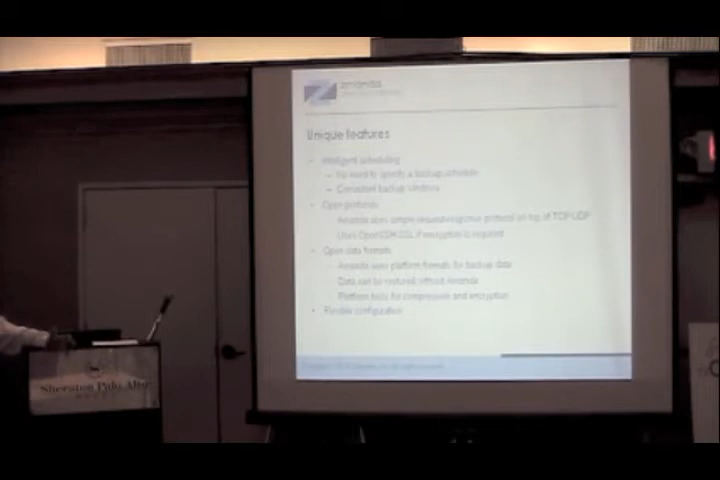 zmanda
Unique features
Intelligent scheduling
– No need to specify a backup schedule
– Consistent backup windows
Open protocols
Amanda uses simple request/response protocol on top of TCP/UDP
Uses OpenSSH/SSL if encryption is required
Open data formats
Amanda uses platform formats for backup data
Data can be restored without Amanda
Platform tools for compression and encryption
Flexible configuration
Sheraton Palo Alto